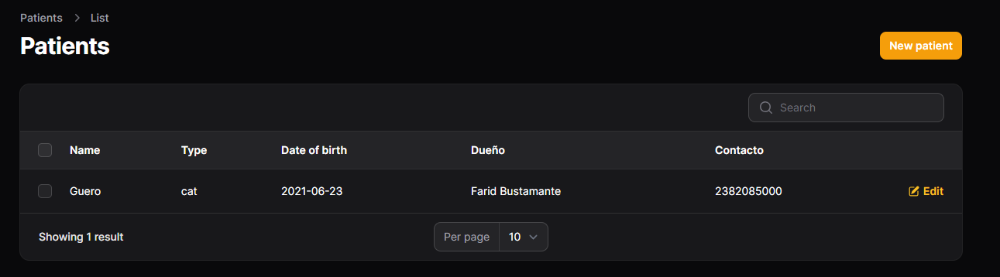 Patients > List
Patients
New patient
Search
Name Type Date of birth Dueño Contacto
Guero cat 2021-06-23 Farid Bustamante 2382085000 Edit
Showing 1 result Per page 10